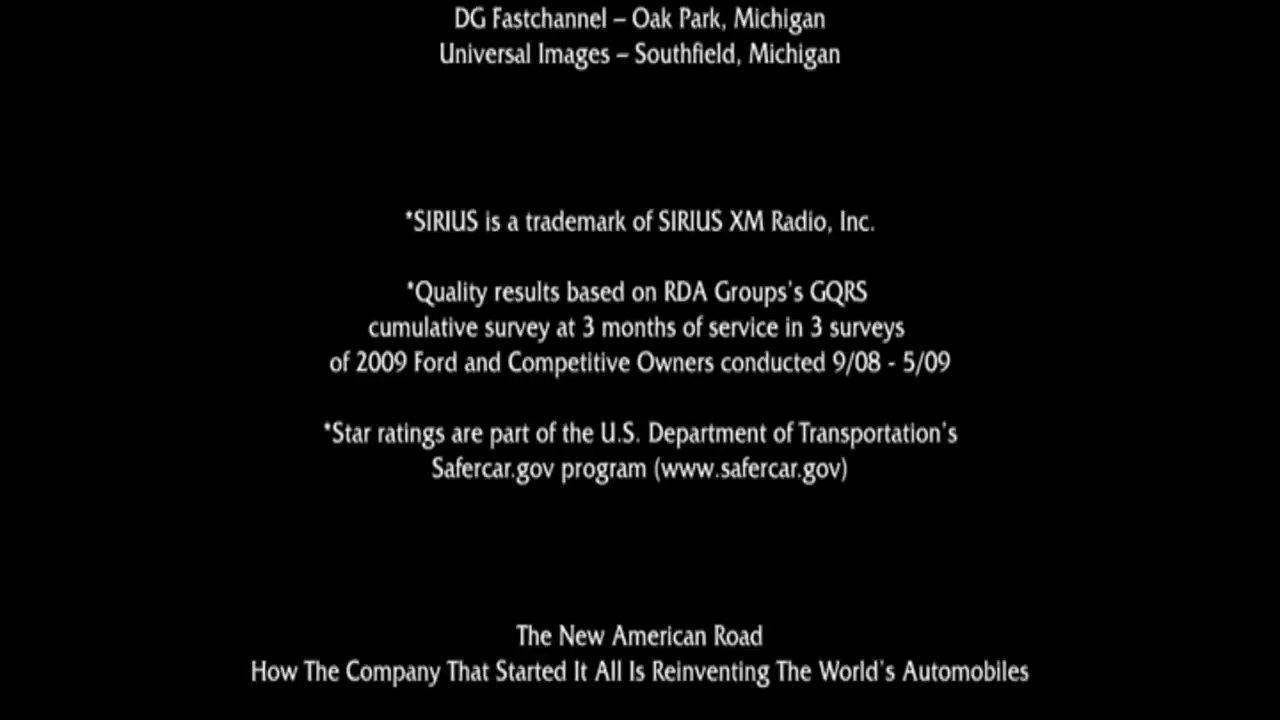 DG Fastchannel – Oak Park, Michigan
Universal Images – Southfield, Michigan
*SIRIUS is a trademark of SIRIUS XM Radio, Inc.
*Quality results based on RDA Groups's GQRS
cumulative survey at 3 months of service in 3 surveys
of 2009 Ford and Competitive Owners conducted 9/08 - 5/09
*Star ratings are part of the U.S. Department of Transportation's
Safercar.gov program (www.safercar.gov)
The New American Road
How The Company That Started It All Is Reinventing The World's Automobiles